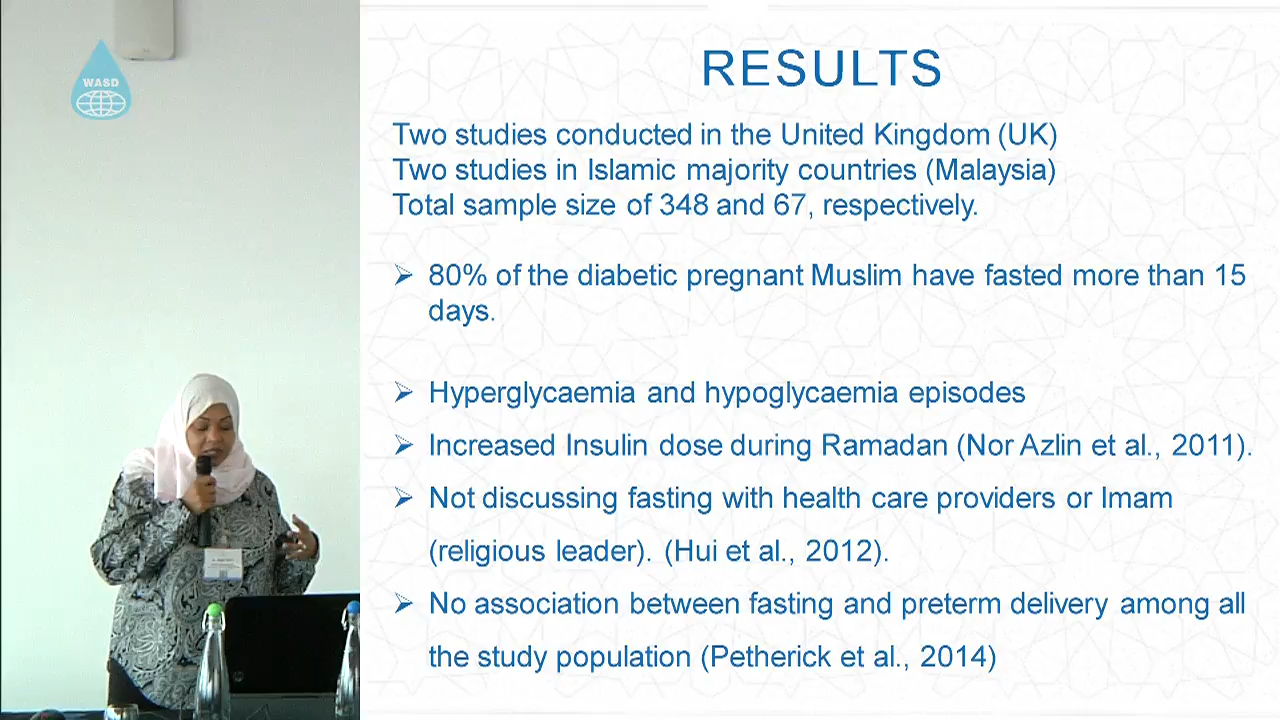 WASD
RESULTS
Two studies conducted in the United Kingdom (UK)
Two studies in Islamic majority countries (Malaysia)
Total sample size of 348 and 67, respectively.
80% of the diabetic pregnant Muslim have fasted more than 15
days.
Hyperglycaemia and hypoglycaemia episodes
Increased Insulin dose during Ramadan (Nor Azlin et al., 2011).
Not discussing fasting with health care providers or Imam
(religious leader). (Hui et al., 2012).
No association between fasting and preterm delivery among all
the study population (Petherick et al., 2014)